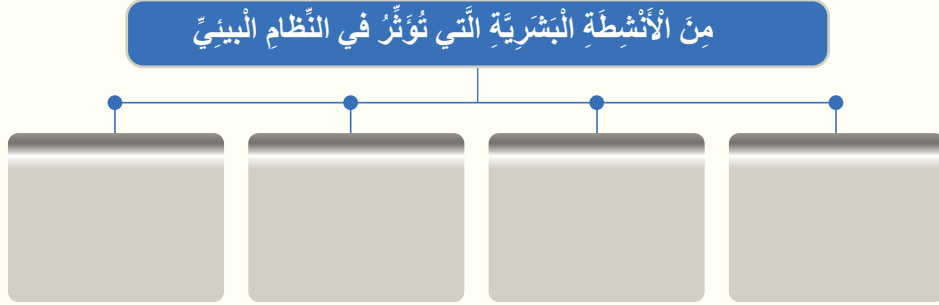 مِنَ الْأَنْشِطَةِ الْبَشَرِيَّةِ الَّتي تُؤَثِّرُ في النِّظامِ الْبيئِيِّ